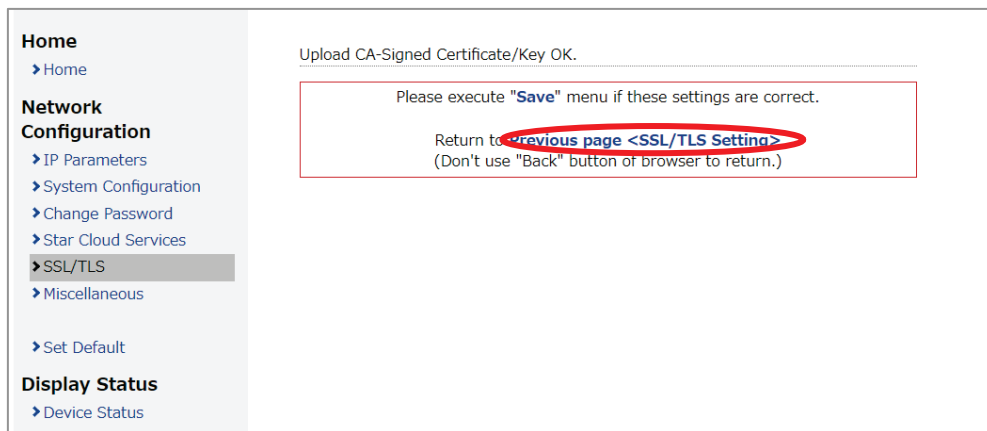 Home
Home
Network
Configuration
IP Parameters
System Configuration
Change Password
Star Cloud Services
SSL/TLS
Miscellaneous
Set Default
Display Status
Device Status
Upload CA-Signed Certificate/Key OK.
Please execute "Save" menu if these settings are correct.
Return to Previous page <SSL/TLS Setting>
(Don't use "Back" button of browser to return.)